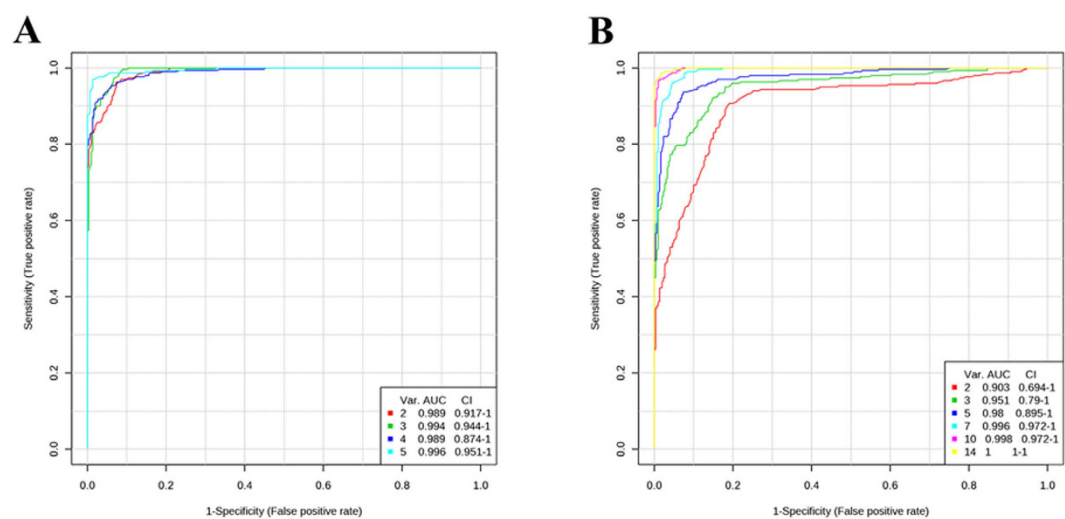 A
1.0
0.8
0.6
0.4
0.2
0.0
Sensitivity (True positive rate)
Var. AUC CI
2 0.989 0.917-1
3 0.994 0.944-1
4 0.989 0.874-1
5 0.996 0.951-1
0.0 0.2 0.4 0.6 0.8 1.0
1-Specificity (False positive rate)
B
1.0
0.8
0.6
0.4
0.2
0.0
Sensitivity (True positive rate)
Var. AUC CI
2 0.903 0.694-1
3 0.951 0.79-1
5 0.98 0.895-1
7 0.996 0.972-1
10 0.998 0.972-1
14 1 1-1
0.0 0.2 0.4 0.6 0.8 1.0
1-Specificity (False positive rate)